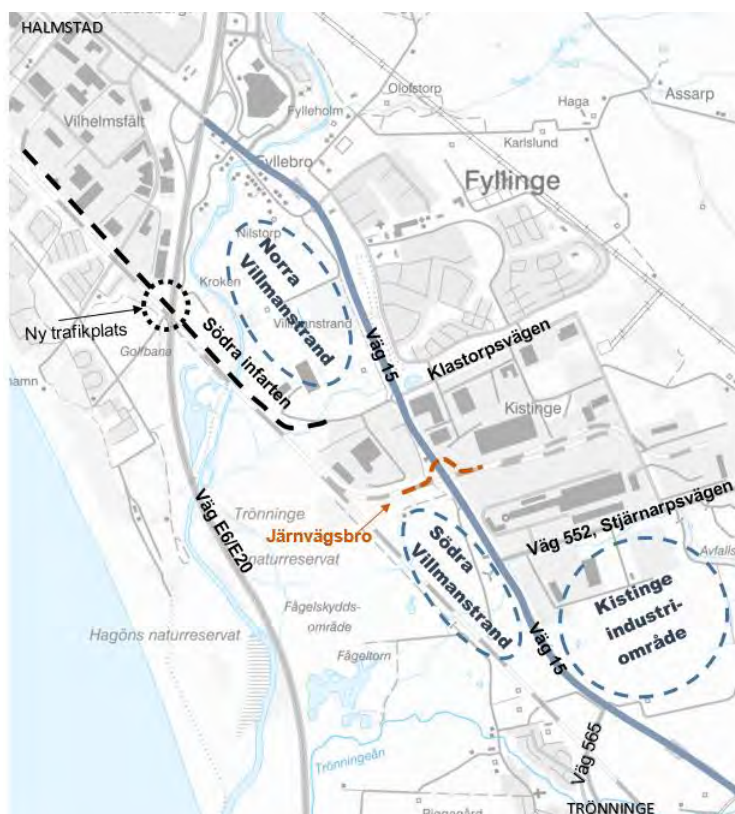 HALMSTAD
Vilhelmsfält
Fylleholm
Olofstorp
Haga
Assarp
Karlslund
Fyllebro
Fyllinge
Nilstorp
Norra
Villmanstrand
Kroken
Villmanstrand
Ny trafikplats
Golfbana
Södra infarten
Väg 15
Klastorpsvägen
Kistinge
Väg E6/E20
Trönninge
naturreservat
Järnvägsbro
Väg 552, Stjärnarpsvägen
Avfalls
Södra
Villmanstrand
Kistinge
industri-
område
Fågelskydds-
område
Hagöns naturreservat
Fågeltorn
Väg 15
Väg 565
Trönningeån
TRÖNNINGE